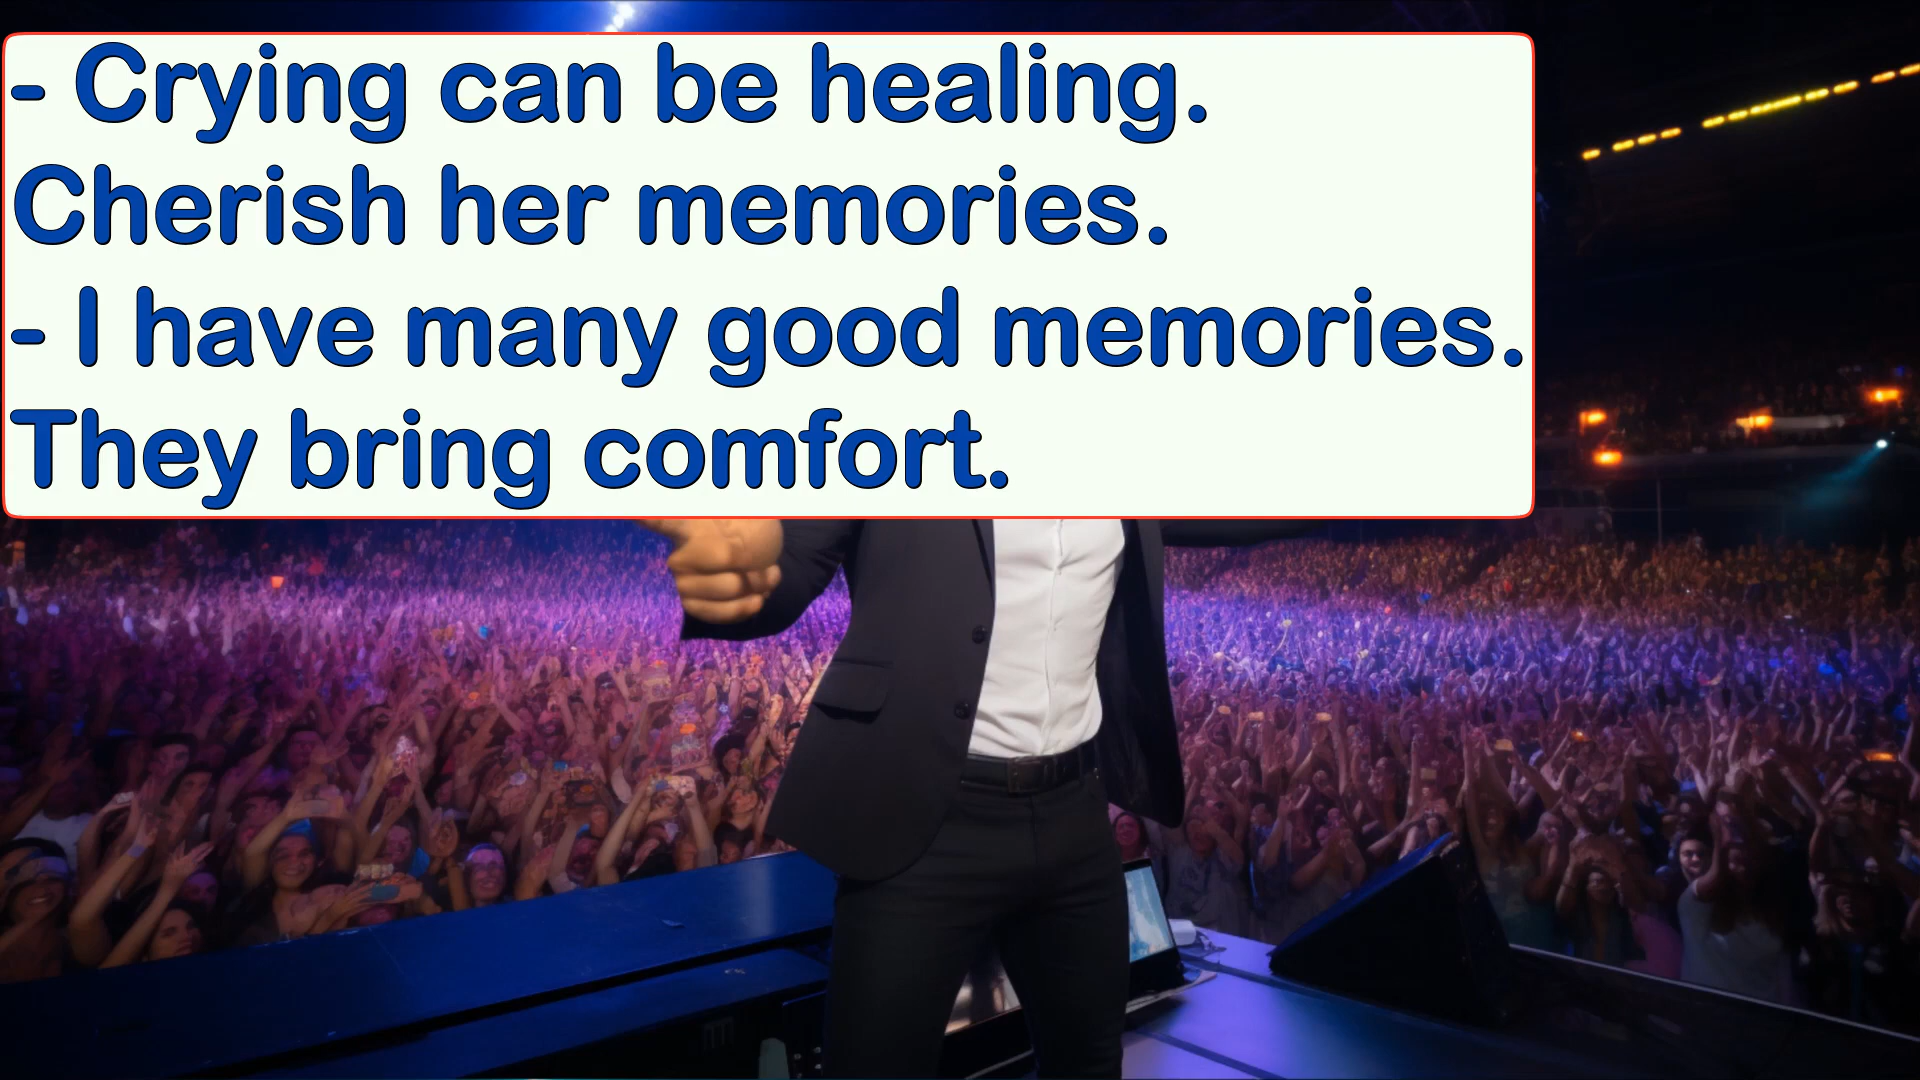 - Crying can be healing.
Cherish her memories.
- I have many good memories.
They bring comfort.